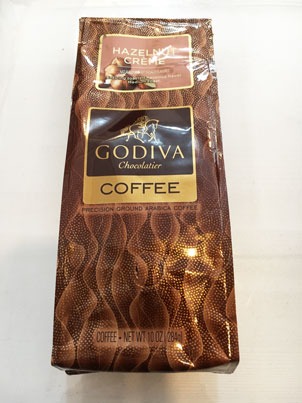 HAZELNUT
CRÈME
GODIVA
Chocolatier
COFFEE
PRECISION GROUND ARABICA COFFEE
COFFEE • NET WT 10 OZ